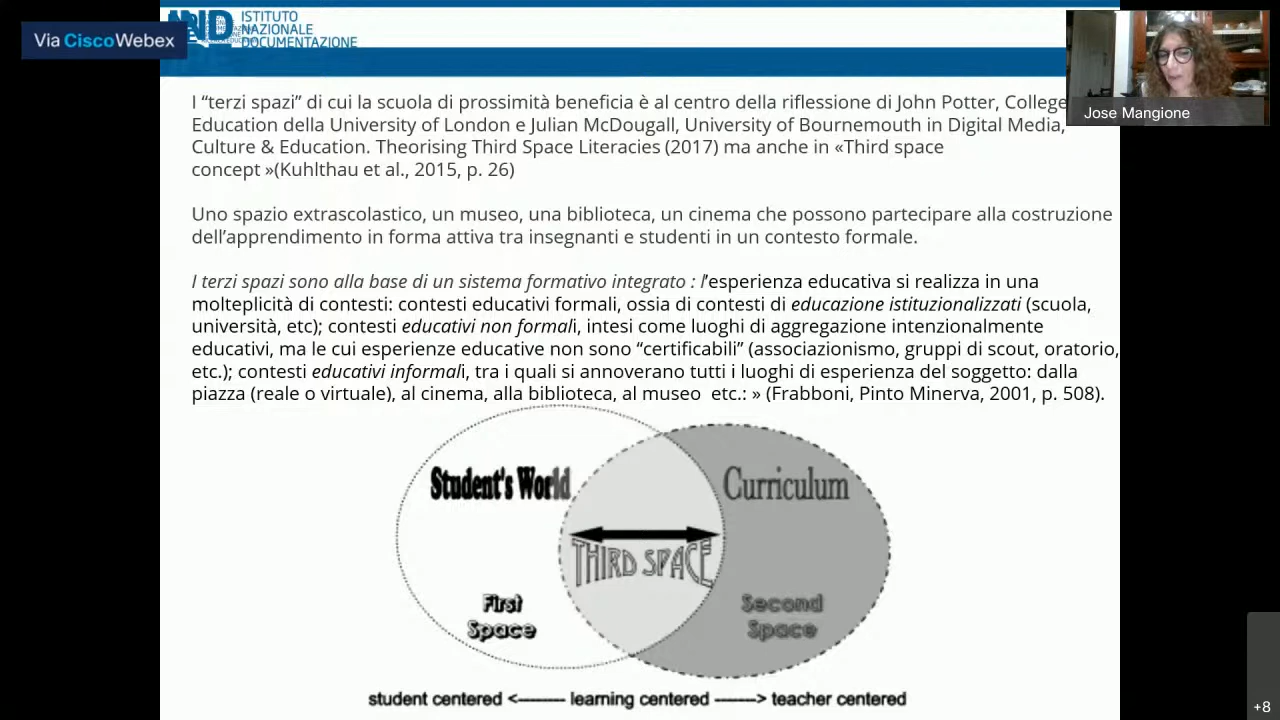 Via Cisco Webex
ISTITUTO
NAZIONALE
DOCUMENTAZIONE
Jose Mangione
I “terzi spazi” di cui la scuola di prossimità beneficia è al centro della riflessione di John Potter, College
Education della University of London e Julian McDougall, University of Bournemouth in Digital Media,
Culture & Education. Theorising Third Space Literacies (2017) ma anche in «Third space
concept »(Kuhlthau et al., 2015, p. 26)
Uno spazio extrascolastico, un museo, una biblioteca, un cinema che possono partecipare alla costruzione
dell’apprendimento in forma attiva tra insegnanti e studenti in un contesto formale.
I terzi spazi sono alla base di un sistema formativo integrato : l’esperienza educativa si realizza in una
molteplicità di contesti: contesti educativi formali, ossia di contesti di educazione istituzionalizzati (scuola,
università, etc); contesti educativi non formali, intesi come luoghi di aggregazione intenzionalmente
educativi, ma le cui esperienze educative non sono “certificabili” (associazionismo, gruppi di scout, oratorio,
etc.); contesti educativi informali, tra i quali si annoverano tutti i luoghi di esperienza del soggetto: dalla
piazza (reale o virtuale), al cinema, alla biblioteca, al museo etc.: » (Frabboni, Pinto Minerva, 2001, p. 508).
Student's World
Curriculum
THIRD SPACE
First
Space
Second
Space
student centered <-------- learning centered -------> teacher centered
+8